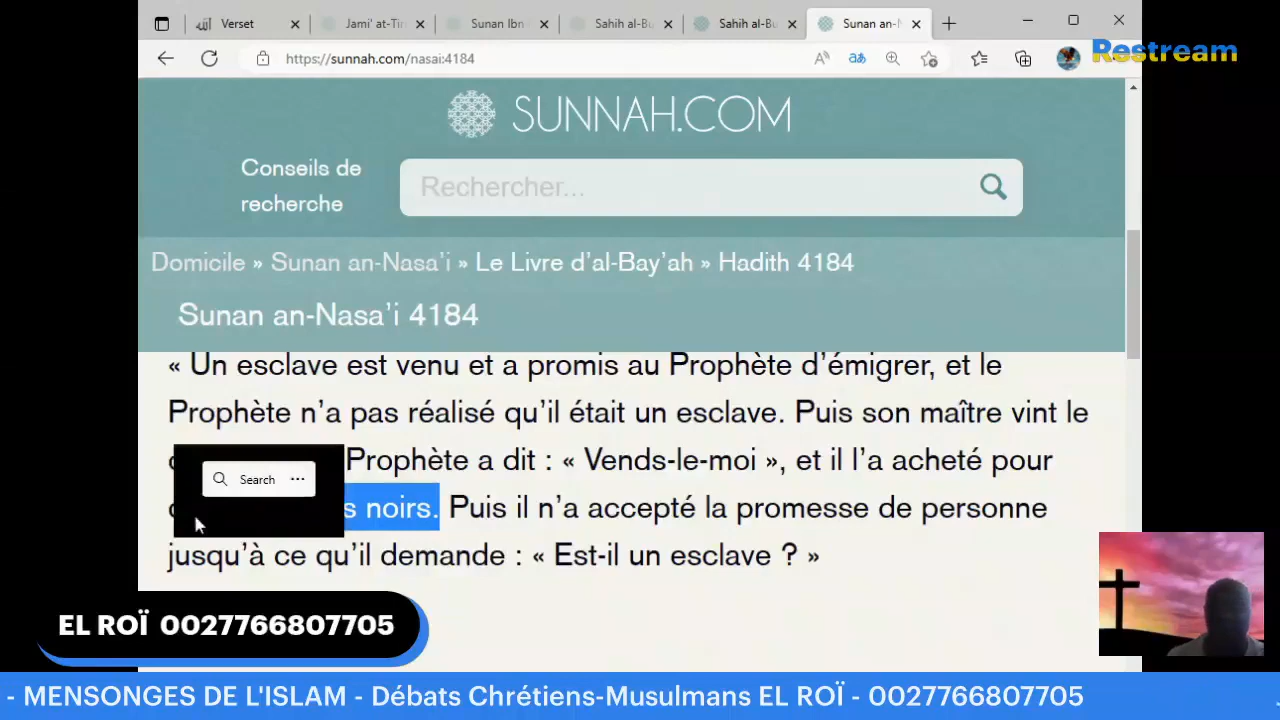 Verset
Jami' at-Tir
Sunan Ibn
Sahih al-Bu
Sahih al-Bu
Sunan an-N
https://sunnah.com/nasai:4184
Restream
SUNNAH.COM
Conseils de
recherche
Rechercher...
Domicile » Sunan an-Nasa'i » Le Livre d'al-Bay'ah » Hadith 4184
Sunan an-Nasa'i 4184
« Un esclave est venu et a promis au Prophète d'émigrer, et le
Prophète n'a pas réalisé qu'il était un esclave. Puis son maître vint le
Prophète a dit : « Vends-le-moi », et il l'a acheté pour
Search
s noirs. Puis il n'a accepté la promesse de personne
jusqu'à ce qu'il demande : « Est-il un esclave ? »
EL ROÏ 0027766807705
- MENSONGES DE L'ISLAM - Débats Chrétiens-Musulmans EL ROÏ - 0027766807705